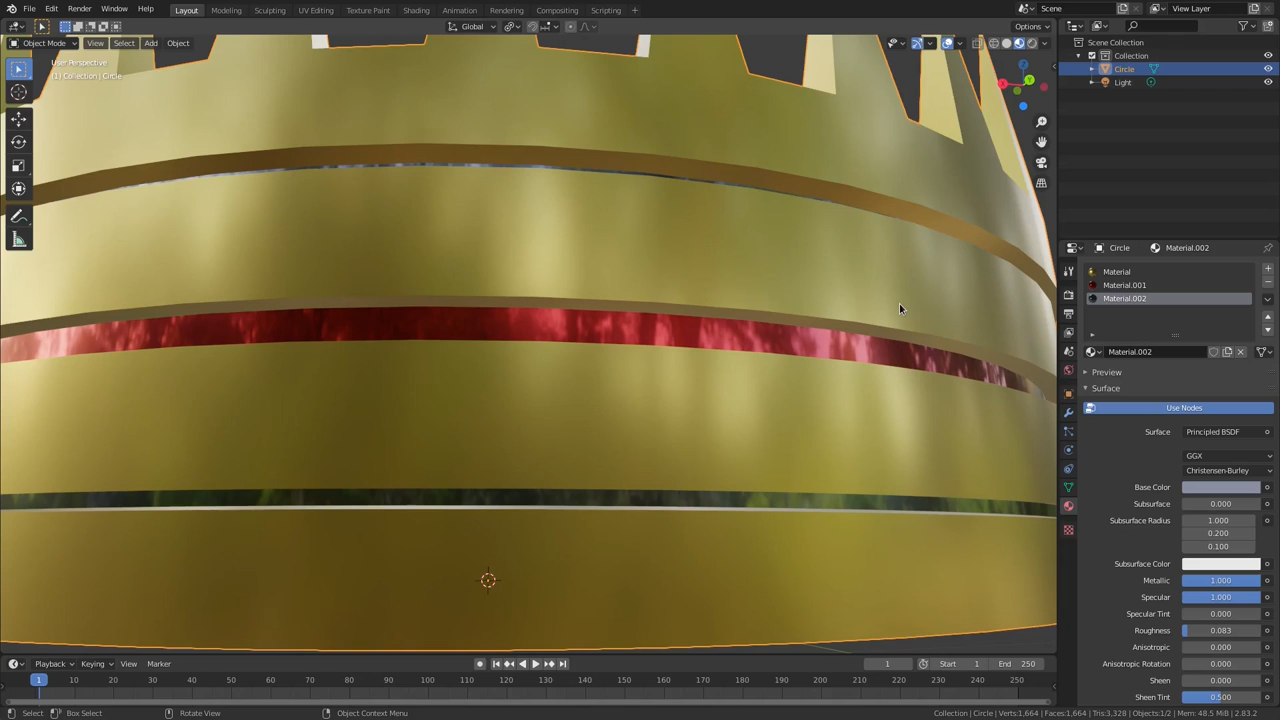 File Edit Render Window Help Layout Modeling Sculpting UV Editing Texture Paint Shading Animation Rendering Compositing Scripting + Scene View Layer
Global Options
Object Mode View Select Add Object
User Perspective
(1) Collection | Circle
Scene Collection
Collection
Circle
Light
Circle Material.002
Material
Material.001
Material.002
Material.002
Preview
Surface
Use Nodes
Surface Principled BSDF
GGX
Christensen-Burley
Base Color
Subsurface 0.000
Subsurface Radius 1.000
0.200
0.100
Subsurface Color
Metallic 1.000
Specular 1.000
Specular Tint 0.000
Roughness 0.083
Anisotropic 0.000
Anisotropic Rotation 0.000
Sheen 0.000
Sheen Tint 0.500
Playback Keying View Marker 1 Start 1 End 250
1 10 20 30 40 50 60 70 80 90 100 110 120 130 140 150 160 170 180 190 200 210 220 230 240 250
Select Box Select Rotate View Object Context Menu Collection | Circle | Verts:1,664 | Faces:1,664 | Tris:3,328 | Objects:1/2 | Mem: 48.5 MiB | 2.83.2